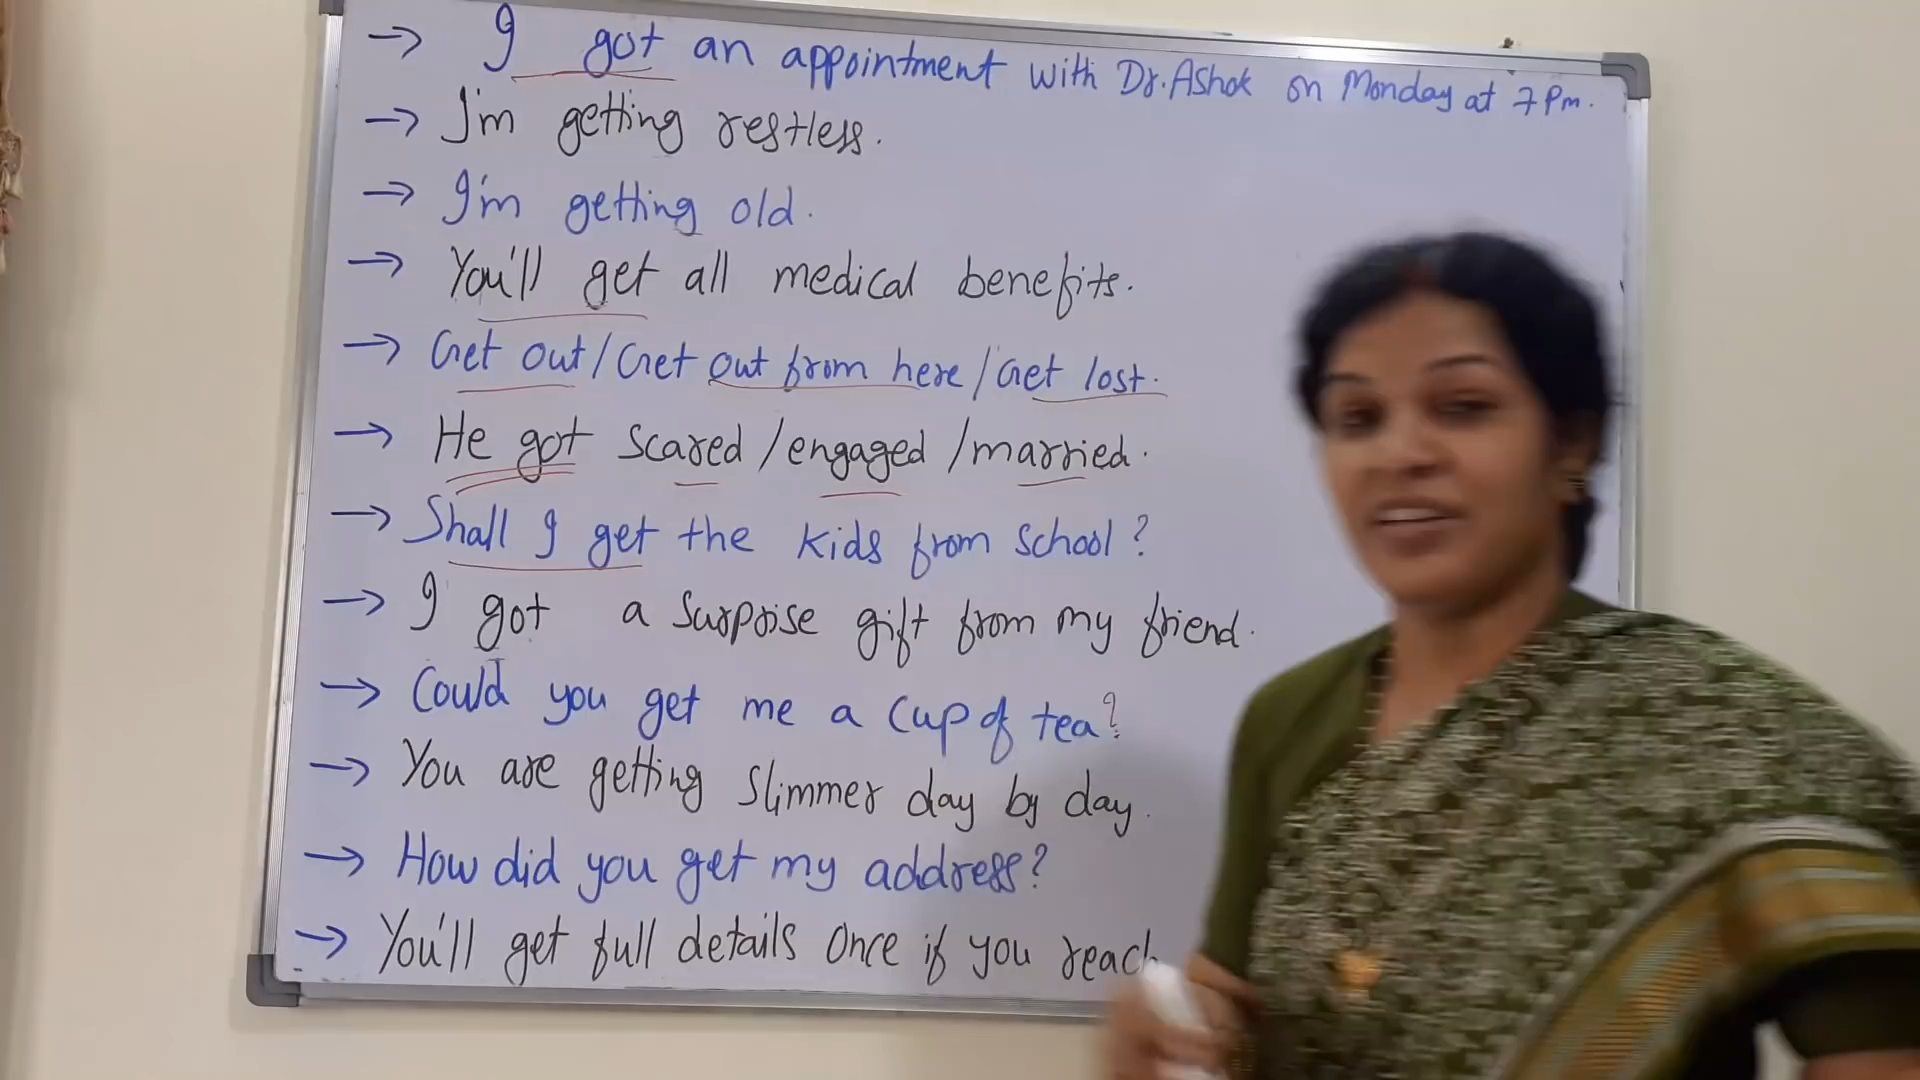 → I got an appointment with Dr. Ashok on Monday at 7 Pm.
→ I'm getting restless.
→ I'm getting old.
→ You'll get all medical benefits.
→ Get out / Get out from here / Get lost.
→ He got scared / engaged / married.
→ Shall I get the kids from school?
→ I got a surprise gift from my friend.
→ Could you get me a cup of tea?
→ You are getting slimmer day by day.
→ How did you get my address?
→ You'll get full details once if you reach